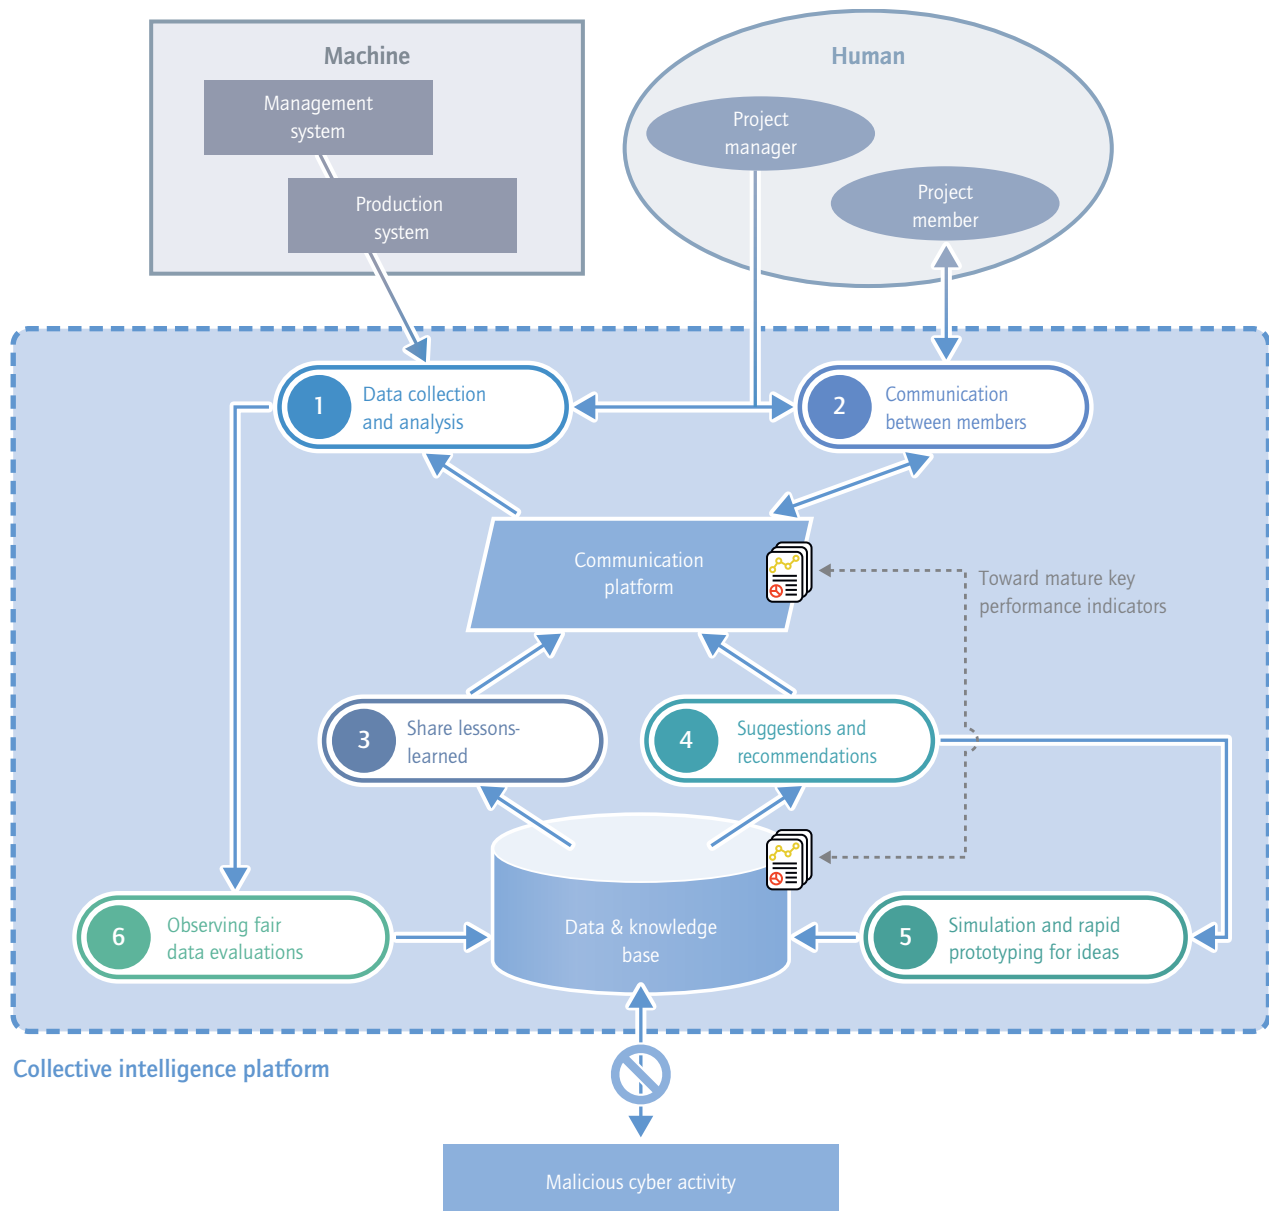 Machine
Management
system
Production
system
Human
Project
manager
Project
member
1
Data collection
and analysis
2
Communication
between members
Communication
platform
Toward mature key
performance indicators
3
Share lessons-
learned
4
Suggestions and
recommendations
6
Observing fair
data evaluations
Data & knowledge
base
5
Simulation and rapid
prototyping for ideas
Collective intelligence platform
Malicious cyber activity